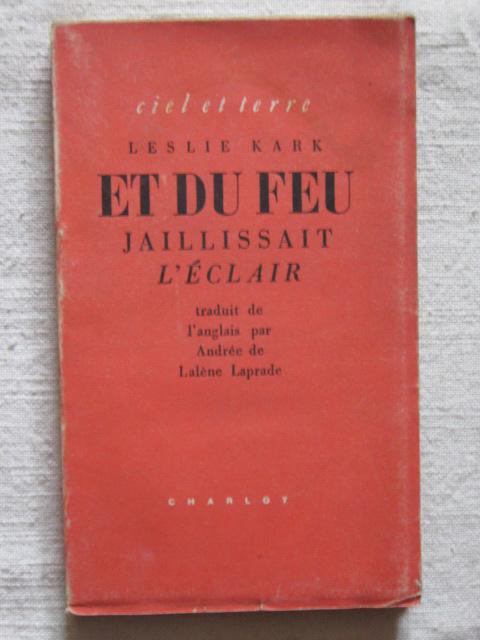 ciel et terre
LESLIE KARK
ET DU FEU
JAILLISSAIT
L'ÉCLAIR
traduit de
l'anglais par
Andrée de
Lalène Laprade
CHARLOT